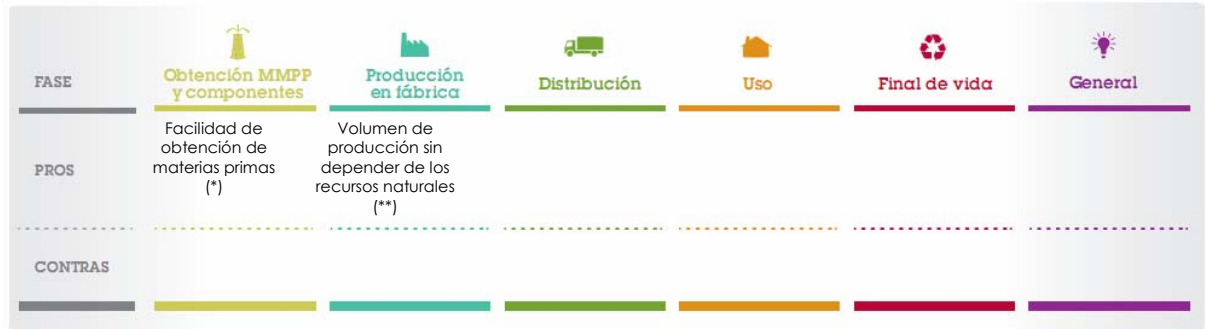 FASE
Obtención MMPP
y componentes
Producción
en fábrica
Distribución
Uso
Final de vida
General
PROS
Facilidad de
obtención de
materias primas
(*)
Volumen de
producción sin
depender de los
recursos naturales
(**)
CONTRAS